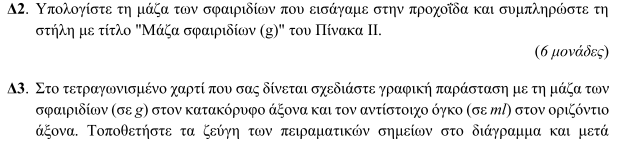 Δ2. Υπολογίστε τη μάζα των σφαιριδίων που εισάγαμε στην προχοΐδα και συμπληρώστε τη
στήλη με τίτλο "Μάζα σφαιριδίων (g)" του Πίνακα ΙΙ.
(6 μονάδες)
Δ3. Στο τετραγωνισμένο χαρτί που σας δίνεται σχεδιάστε γραφική παράσταση με τη μάζα των
σφαιριδίων (σε g) στον κατακόρυφο άξονα και τον αντίστοιχο όγκο (σε ml) στον οριζόντιο
άξονα. Τοποθετήστε τα ζεύγη των πειραματικών σημείων στο διάγραμμα και μετά